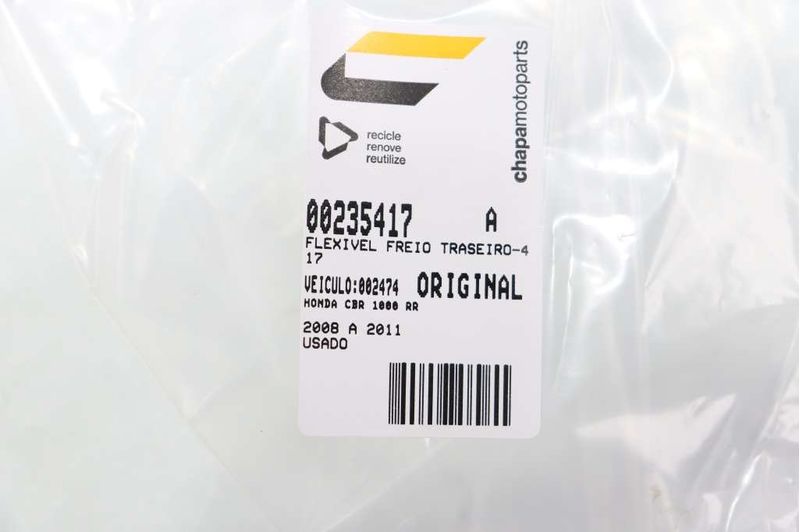 chapamotoparts
recicle
renove
reutilize
00235417 A
FLEXIVEL FREIO TRASEIRO-4
17
VEICULO:002474 ORIGINAL
HONDA CBR 1000 RR
2008 A 2011
USADO